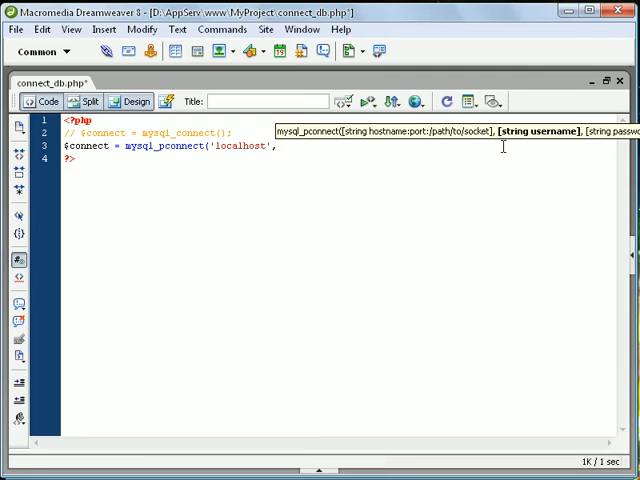 Macromedia Dreamweaver 8 - [D:\AppServ\www\MyProject\connect_db.php*]
File Edit View Insert Modify Text Commands Site Window Help
Common
19
connect_db.php*
Code Split Design Title:
1 <?php
2 // $connect = mysql_connect();
mysql_pconnect([string hostname:port:/path/to/socket], [string username], [string passwo
3 $connect = mysql_pconnect('localhost',
4 ?>
1K / 1 sec